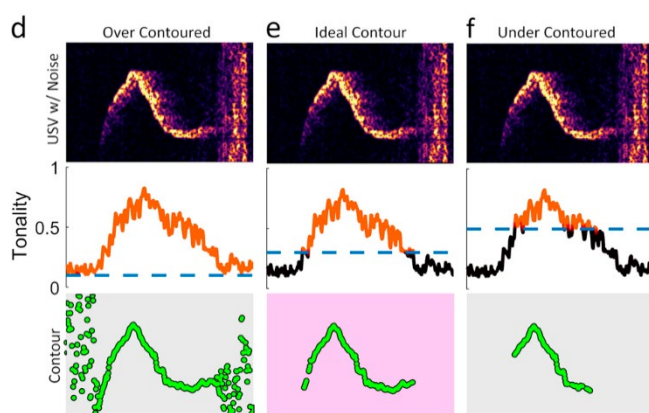 d Over Contoured e Ideal Contour f Under Contoured
USV w/ Noise
Tonality
1
0.5
0
Contour